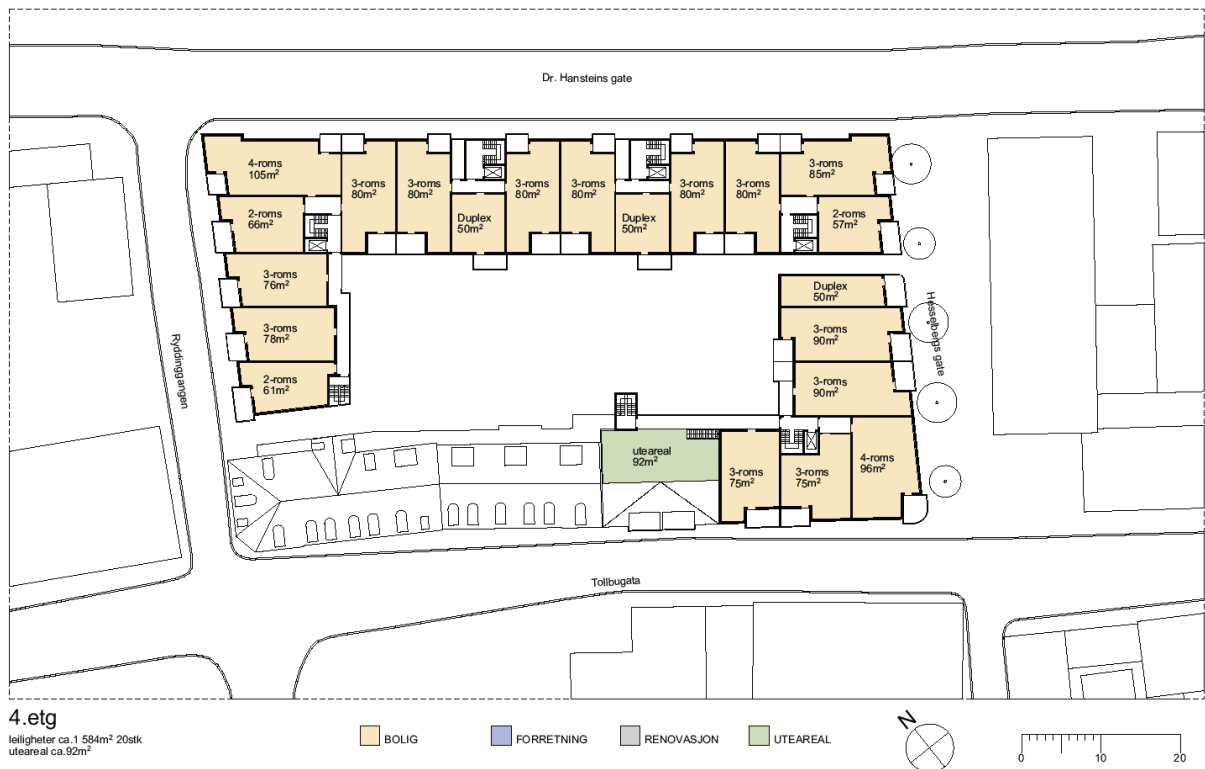 Dr. Hansteins gate
4-roms
105m²
3-roms
80m²
3-roms
80m²
3-roms
80m²
3-roms
80m²
3-roms
80m²
3-roms
80m²
3-roms
85m²
2-roms
66m²
Duplex
50m²
Duplex
50m²
2-roms
57m²
3-roms
76m²
Duplex
50m²
3-roms
78m²
3-roms
90m²
Hesselbergs gate
Ryddinggangen
2-roms
61m²
3-roms
90m²
uteareal
92m²
3-roms
75m²
3-roms
75m²
4-roms
96m²
Tollbugata
4.etg
leiligheter ca.1 584m² 20stk
uteareal ca.92m²
BOLIG
FORRETNING
RENOVASJON
UTEAREAL
N
0 10 20